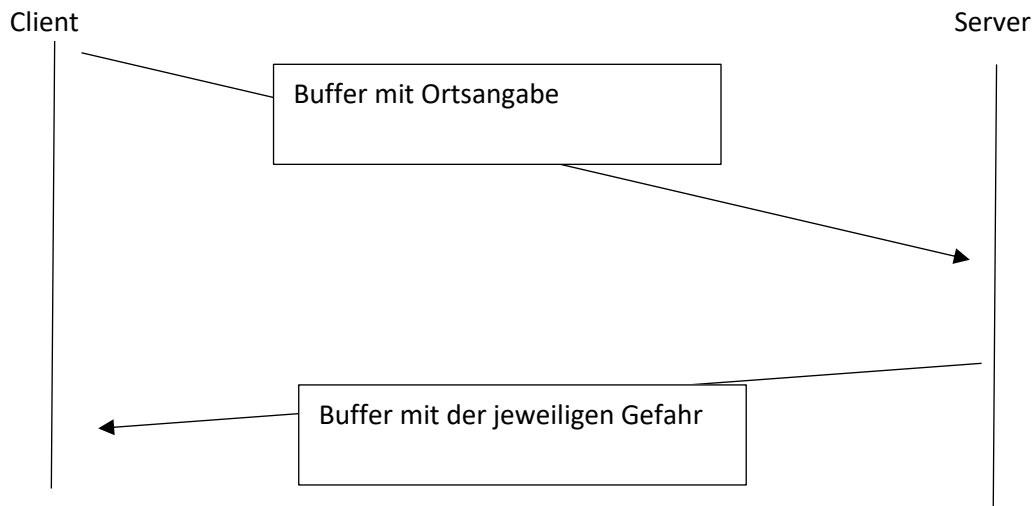 Client
Server
Buffer mit Ortsangabe
Buffer mit der jeweiligen Gefahr